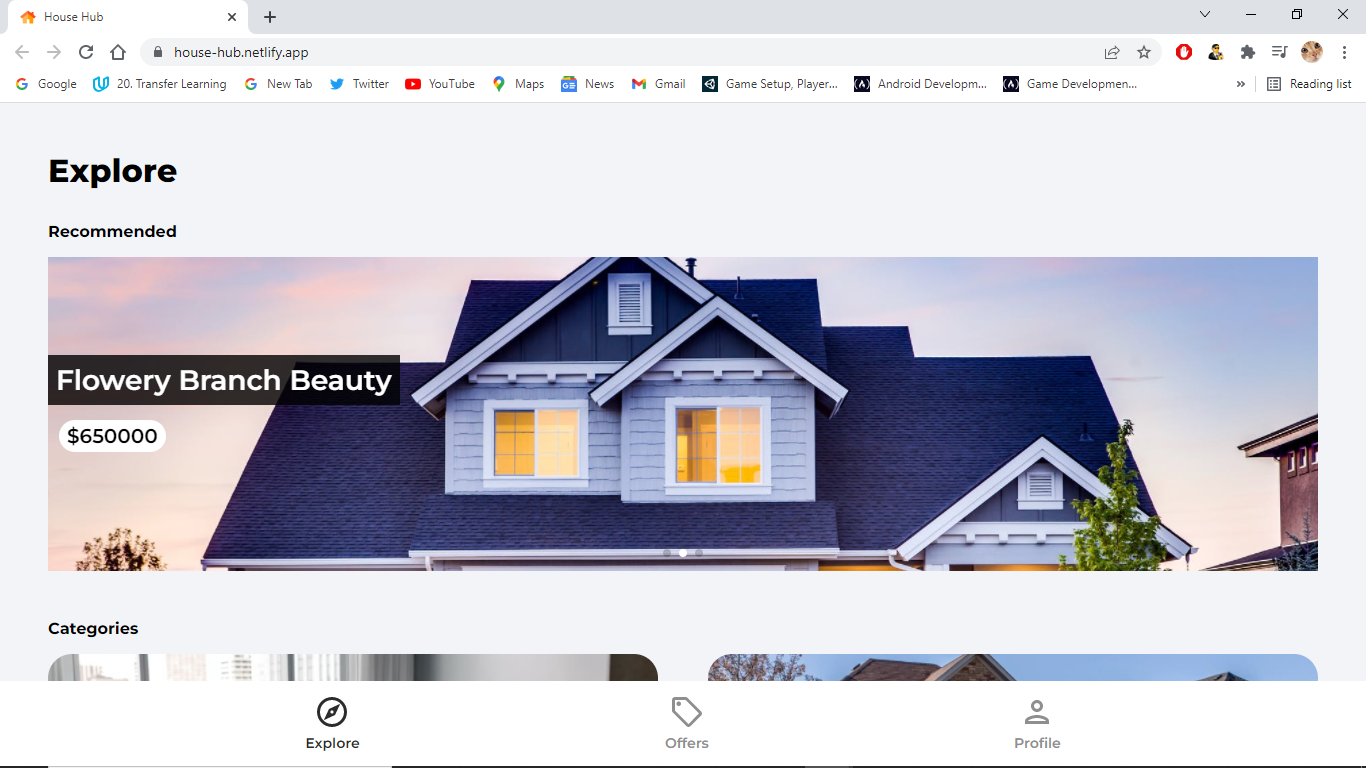 House Hub
house-hub.netlify.app
Google
20. Transfer Learning
New Tab
Twitter
YouTube
Maps
News
Gmail
Game Setup, Player...
Android Developm...
Game Developmen...
»
Reading list
Explore
Recommended
Flowery Branch Beauty
$650000
Categories
Explore
Offers
Profile